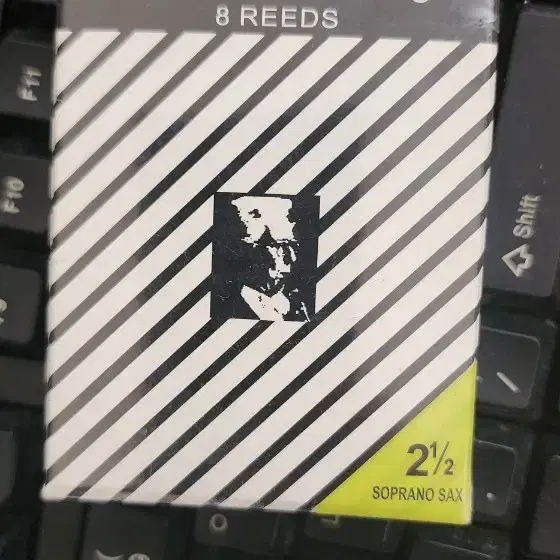 8 REEDS
2½
SOPRANO SAX
F11
F10
Shift